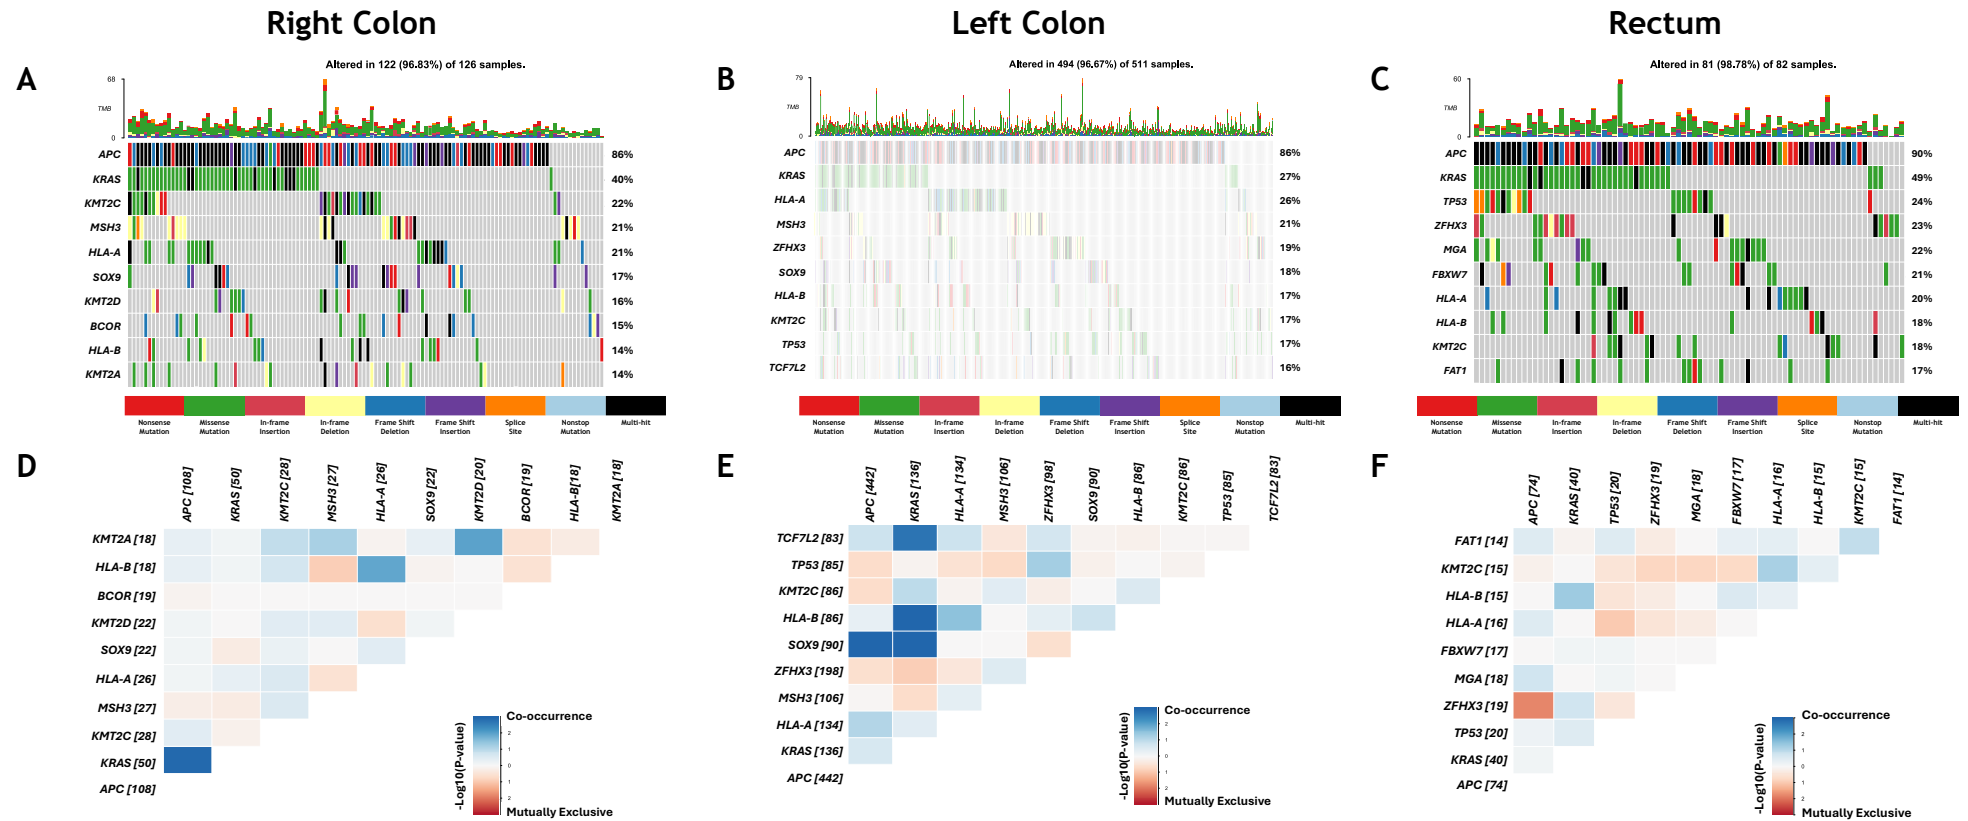 Right Colon
Left Colon
Rectum
A
Altered in 122 (96.83%) of 126 samples.
68
TMB
0
APC 86%
KRAS 40%
KMT2C 22%
MSH3 21%
HLA-A 21%
SOX9 17%
KMT2D 16%
BCOR 15%
HLA-B 14%
KMT2A 14%
Nonsense Mutation
Missense Mutation
In-frame Insertion
In-frame Deletion
Frame Shift Deletion
Frame Shift Insertion
Splice Site
Nonstop Mutation
Multi-hit
B
Altered in 494 (96.67%) of 511 samples.
79
TMB
0
APC 86%
KRAS 27%
HLA-A 26%
MSH3 21%
ZFHX3 19%
SOX9 18%
HLA-B 17%
KMT2C 17%
TP53 17%
TCF7L2 16%
Nonsense Mutation
Missense Mutation
In-frame Insertion
In-frame Deletion
Frame Shift Deletion
Frame Shift Insertion
Splice Site
Nonstop Mutation
Multi-hit
C
Altered in 81 (98.78%) of 82 samples.
60
TMB
0
APC 90%
KRAS 49%
TP53 24%
ZFHX3 23%
MGA 22%
FBXW7 21%
HLA-A 20%
HLA-B 18%
KMT2C 18%
FAT1 17%
Nonsense Mutation
Missense Mutation
In-frame Insertion
In-frame Deletion
Frame Shift Deletion
Frame Shift Insertion
Splice Site
Nonstop Mutation
Multi-hit
D
APC [108]
KRAS [50]
KMT2C [28]
MSH3 [27]
HLA-A [26]
SOX9 [22]
KMT2D [20]
BCOR [19]
HLA-B[18]
KMT2A [18]
KMT2A [18]
HLA-B [18]
BCOR [19]
KMT2D [22]
SOX9 [22]
HLA-A [26]
MSH3 [27]
KMT2C [28]
KRAS [50]
APC [108]
-Log10(P-value)
Co-occurrence
2
1
0
1
2
Mutually Exclusive
E
APC [442]
KRAS [136]
HLA-A [134]
MSH3 [106]
ZFHX3 [98]
SOX9 [90]
HLA-B [86]
KMT2C [86]
TP53 [85]
TCF7L2 [83]
TCF7L2 [83]
TP53 [85]
KMT2C [86]
HLA-B [86]
SOX9 [90]
ZFHX3 [198]
MSH3 [106]
HLA-A [134]
KRAS [136]
APC [442]
-Log10(P-value)
Co-occurrence
2
1
0
1
2
Mutually Exclusive
F
APC [74]
KRAS [40]
TP53 [20]
ZFHX3 [19]
MGA [18]
FBXW7 [17]
HLA-A [16]
HLA-B [15]
KMT2C [15]
FAT1 [14]
FAT1 [14]
KMT2C [15]
HLA-B [15]
HLA-A [16]
FBXW7 [17]
MGA [18]
ZFHX3 [19]
TP53 [20]
KRAS [40]
APC [74]
-Log10(P-value)
Co-occurrence
2
1
0
1
2
Mutually Exclusive